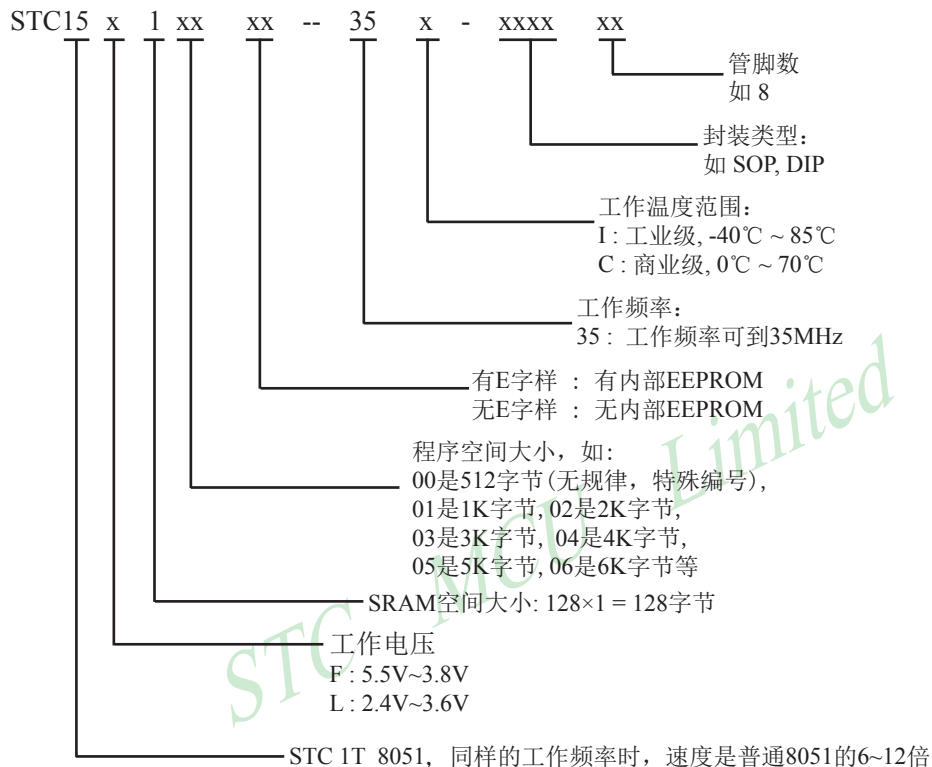 STC15 x 1 xx xx -- 35 x - xxxx xx
管脚数
如 8
封装类型：
如 SOP, DIP
工作温度范围：
I : 工业级, -40℃ ~ 85℃
C : 商业级, 0℃ ~ 70℃
工作频率：
35 : 工作频率可到35MHz
有E字样 : 有内部EEPROM
无E字样 : 无内部EEPROM
程序空间大小，如:
00是512字节(无规律，特殊编号),
01是1K字节, 02是2K字节,
03是3K字节, 04是4K字节,
05是5K字节, 06是6K字节等
SRAM空间大小: 128×1 = 128字节
工作电压
F : 5.5V~3.8V
L : 2.4V~3.6V
STC 1T 8051, 同样的工作频率时，速度是普通8051的6~12倍
STC MCU Limited